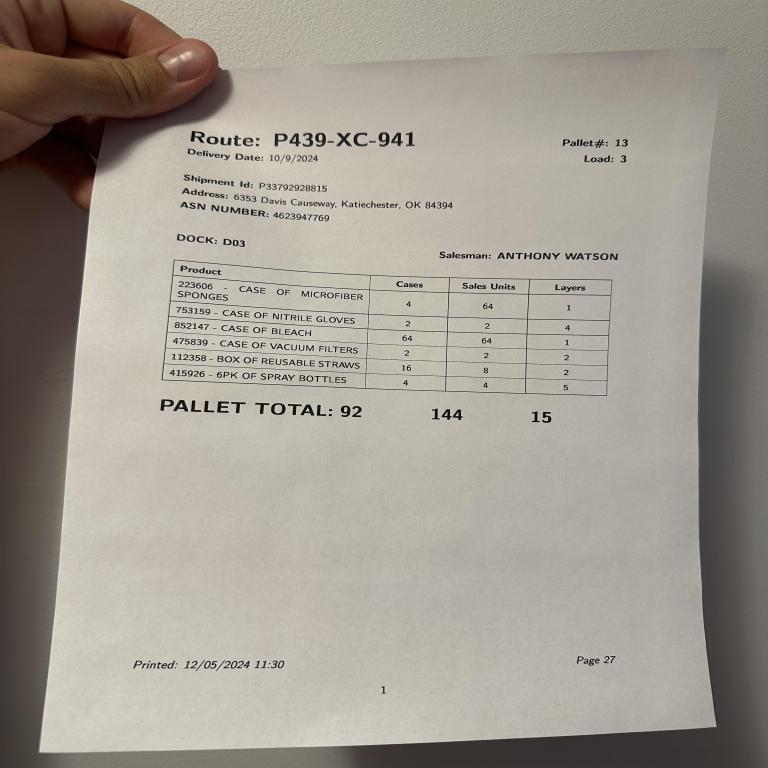 Route: P439-XC-941
Pallet#: 13
Delivery Date: 10/9/2024
Load: 3
Shipment Id: P33792928815
Address: 6353 Davis Causeway, Katiechester, OK 84394
ASN NUMBER: 4623947769
DOCK: D03
Salesman: ANTHONY WATSON
Product Cases Sales Units Layers
223606 - CASE OF MICROFIBER
SPONGES 4 64 1
753159 - CASE OF NITRILE GLOVES 2 2 4
852147 - CASE OF BLEACH 64 64 1
475839 - CASE OF VACUUM FILTERS 2 2 2
112358 - BOX OF REUSABLE STRAWS 16 8 2
415926 - 6PK OF SPRAY BOTTLES 4 4 5
PALLET TOTAL: 92 144 15
Printed: 12/05/2024 11:30
Page 27
1